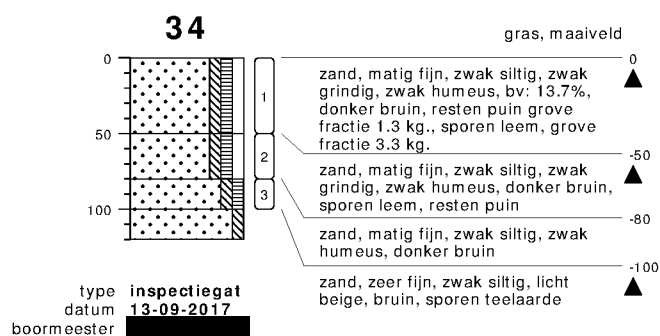 34
gras, maaiveld
0
0
zand, matig fijn, zwak siltig, zwak
grindig, zwak humeus, bv: 13.7%,
donker bruin, resten puin grove
fractie 1.3 kg., sporen leem, grove
fractie 3.3 kg.
1
50
-50
zand, matig fijn, zwak siltig, zwak
grindig, zwak humeus, donker bruin,
sporen leem, resten puin
2
-80
3
zand, matig fijn, zwak siltig, zwak
humeus, donker bruin
100
-100
zand, zeer fijn, zwak siltig, licht
beige, bruin, sporen teelaarde
type inspectiegat
datum 13-09-2017
boormeester